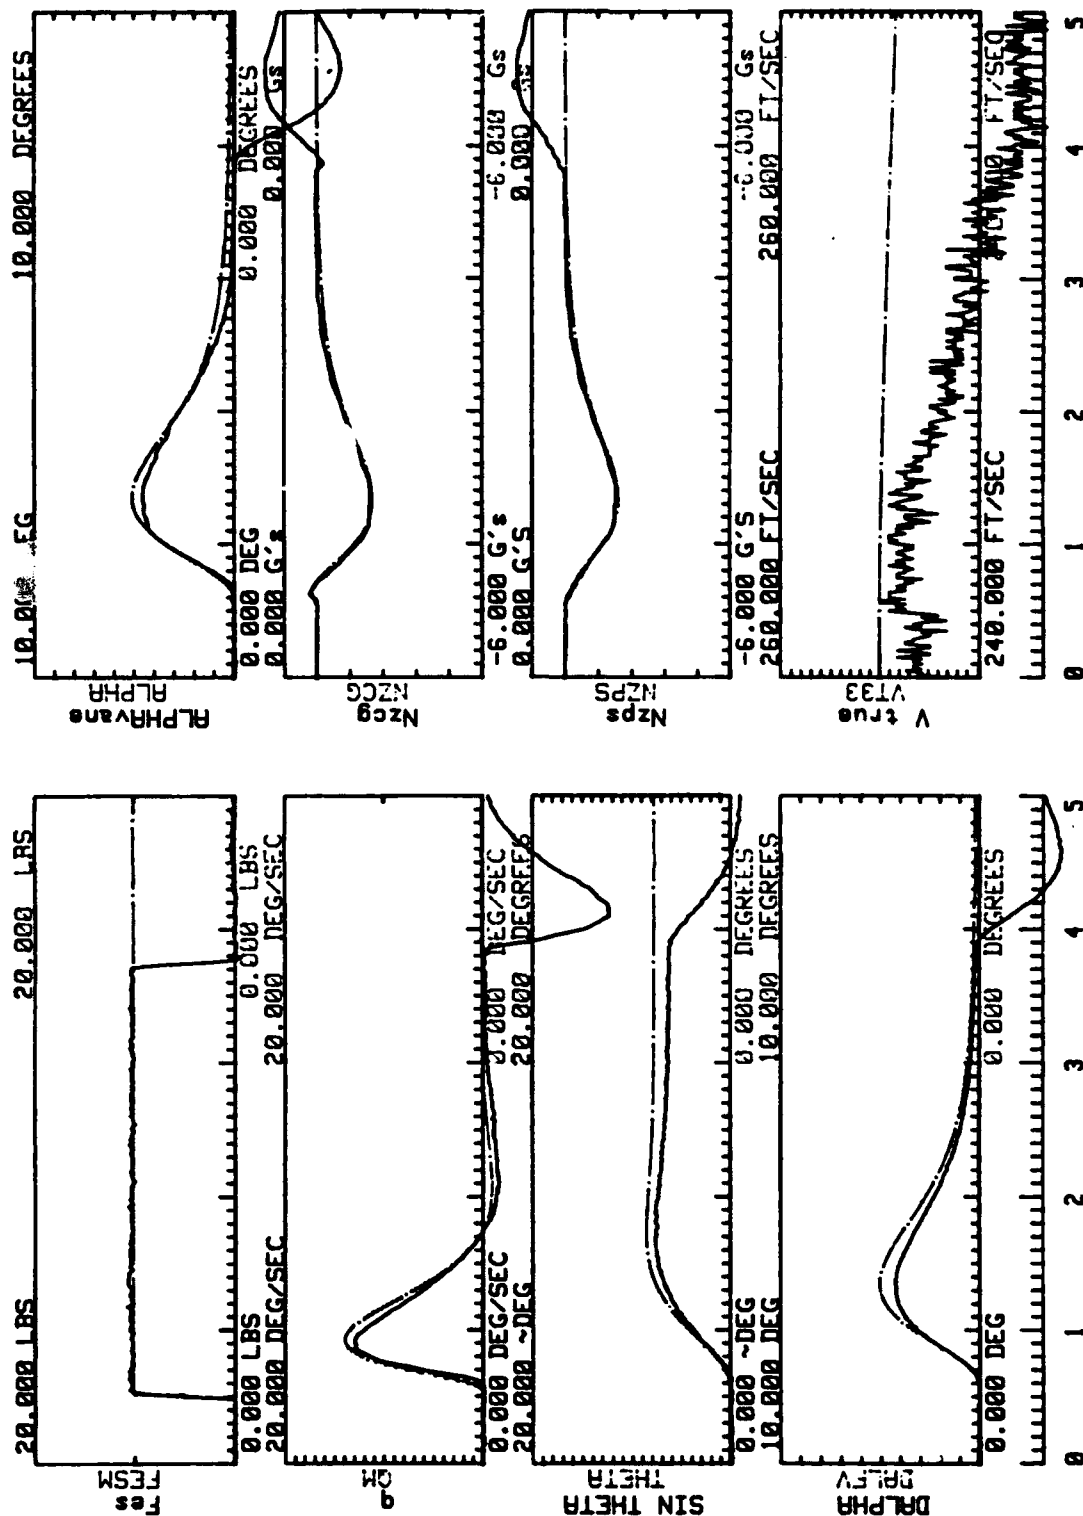 20.000 LBS
20.000 LBS
Fes
FESM
0.000 LBS
0.000 LBS
20.000 DEG/SEC
20.000 DEG/SEC
q
QM
0.000 DEG/SEC
0.000 DEG/SEC
20.000 ~DEG
20.000 DEGREES
SIN THETA
THETA
0.000 ~DEG
0.000 DEGREES
10.000 DEG
10.000 DEGREES
DALPHA
DALFV
0.000 DEG
0.000 DEGREES
0 1 2 3 4 5
10.000 DEGREES
ALPHAvane
ALPHA
0.000 DEG
0.000 DEGREES
0.000 G's
0.000 Gs
Nzcg
NZCG
-6.000 G's
-6.000 Gs
0.000 G'S
0.000
Nzps
NZPS
-6.000 G'S
-6.000 Gs
260.000 FT/SEC
260.000 FT/SEC
V true
VT33
240.000 FT/SEC
FT/SEC
0 1 2 3 4 5